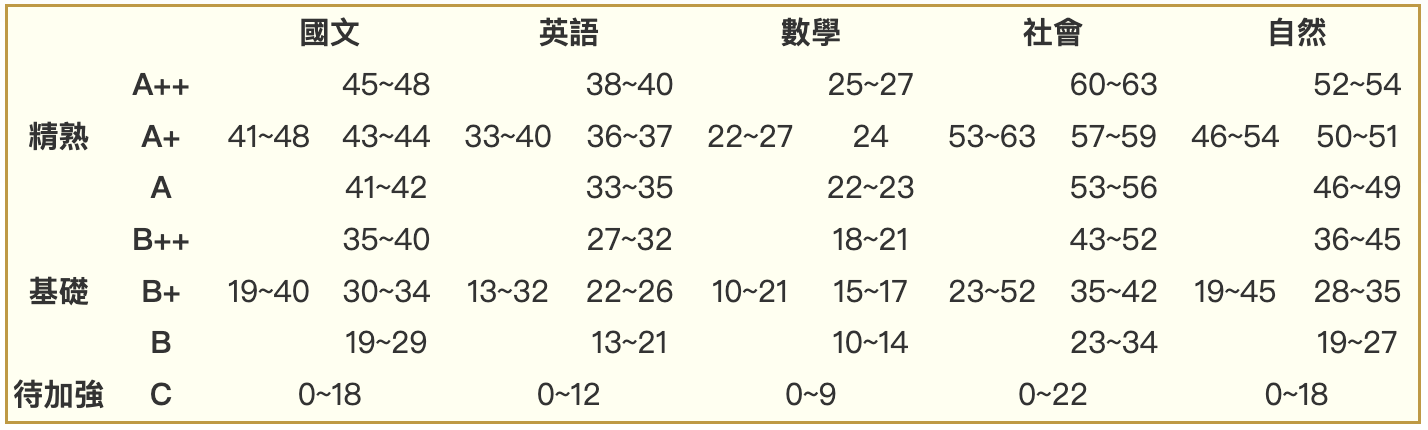 國文 英語 數學 社會 自然
A++ 45~48 38~40 25~27 60~63 52~54
精熟 A+ 41~48 43~44 33~40 36~37 22~27 24 53~63 57~59 46~54 50~51
A 41~42 33~35 22~23 53~56 46~49
B++ 35~40 27~32 18~21 43~52 36~45
基礎 B+ 19~40 30~34 13~32 22~26 10~21 15~17 23~52 35~42 19~45 28~35
B 19~29 13~21 10~14 23~34 19~27
待加強 C 0~18 0~12 0~9 0~22 0~18